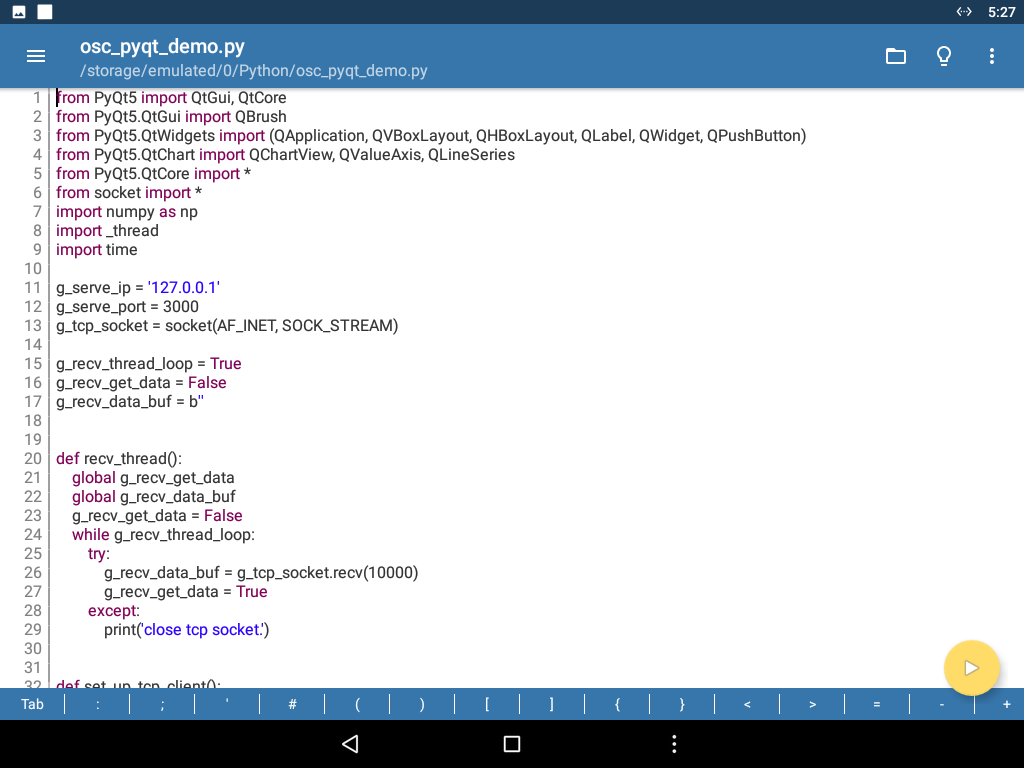 5:27
osc_pyqt_demo.py
/storage/emulated/0/Python/osc_pyqt_demo.py
1 from PyQt5 import QtGui, QtCore
2 from PyQt5.QtGui import QBrush
3 from PyQt5.QtWidgets import (QApplication, QVBoxLayout, QHBoxLayout, QLabel, QWidget, QPushButton)
4 from PyQt5.QtChart import QChartView, QValueAxis, QLineSeries
5 from PyQt5.QtCore import *
6 from socket import *
7 import numpy as np
8 import _thread
9 import time
10
11 g_serve_ip = '127.0.0.1'
12 g_serve_port = 3000
13 g_tcp_socket = socket(AF_INET, SOCK_STREAM)
14
15 g_recv_thread_loop = True
16 g_recv_get_data = False
17 g_recv_data_buf = b''
18
19
20 def recv_thread():
21     global g_recv_get_data
22     global g_recv_data_buf
23     g_recv_get_data = False
24     while g_recv_thread_loop:
25         try:
26             g_recv_data_buf = g_tcp_socket.recv(10000)
27             g_recv_get_data = True
28         except:
29             print('close tcp socket.')
30
31
32 def set_up_tcp_client():
Tab : ; ' # ( ) [ ] { } < > = - +